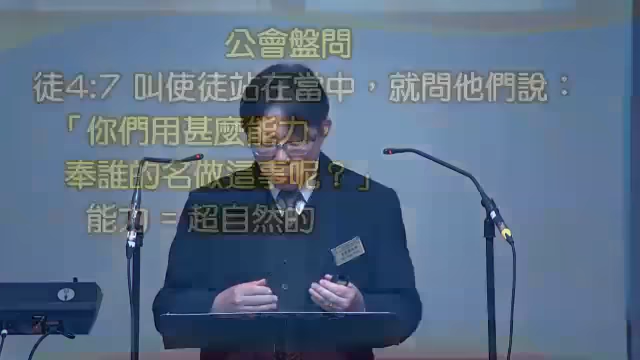 公會盤問
徒4:7 叫使徒站在當中，就問他們說：
「你們用甚麼能力
奉誰的名做這事呢？」
能力 = 超自然的